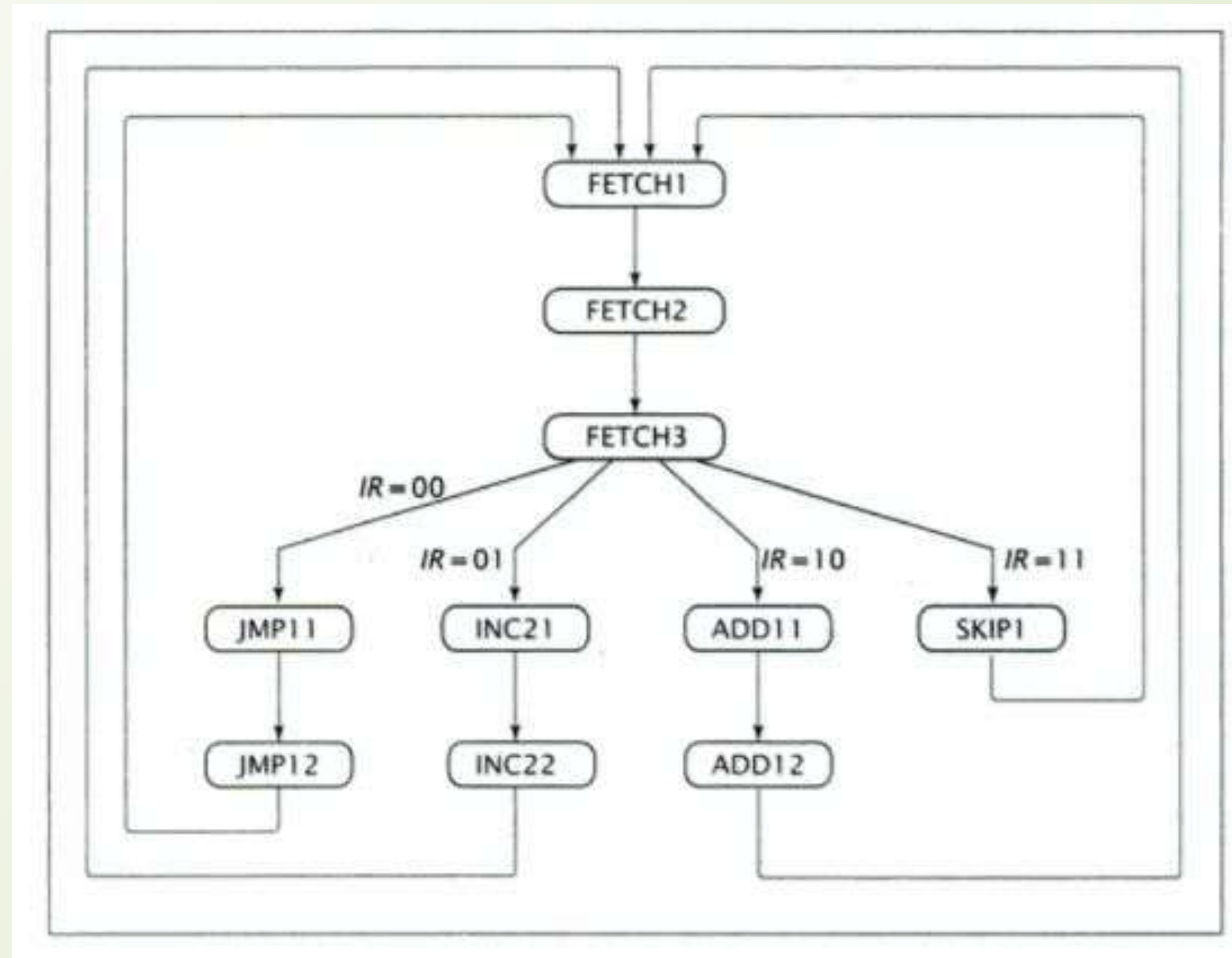 FETCH1
FETCH2
FETCH3
IR=00
IR=01
IR=10
IR=11
JMP11
INC21
ADD11
SKIP1
JMP12
INC22
ADD12